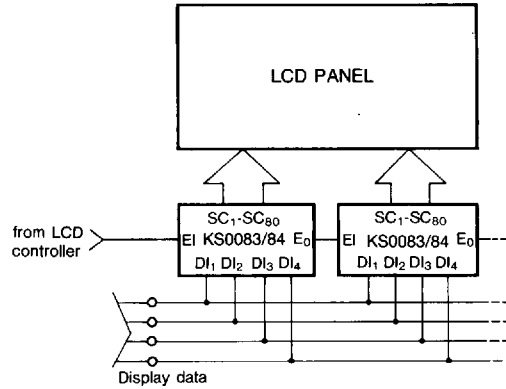 LCD PANEL
SC₁-SC₈₀ SC₁-SC₈₀
from LCD
controller
EI KS0083/84 E₀ EI KS0083/84 E₀
DI₁ DI₂ DI₃ DI₄ DI₁ DI₂ DI₃ DI₄
Display data